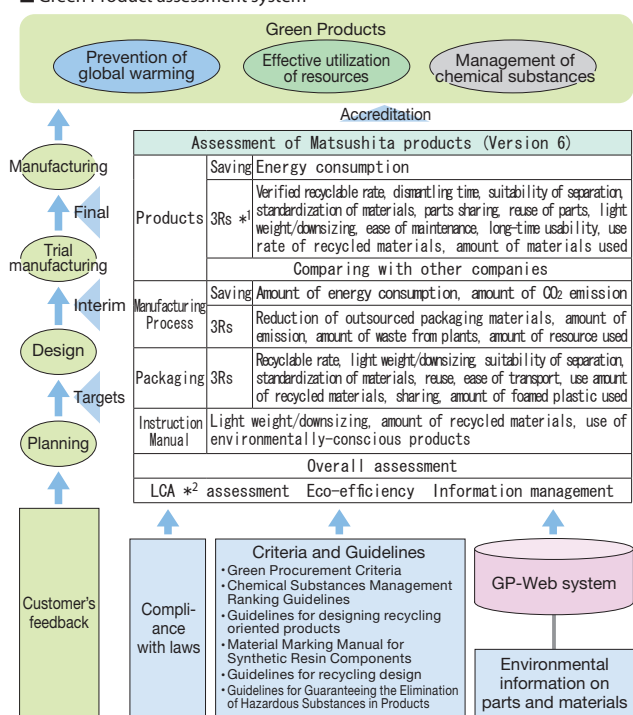 ■ Green Product assessment system
Green Products
Prevention of
global warming
Effective utilization
of resources
Management of
chemical substances
Accreditation
Manufacturing
Final
Trial
manufacturing
Interim
Design
Targets
Planning
Customer's
feedback
Assessment of Matsushita products (Version 6)
Products
Saving
Energy consumption
3Rs *1
Verified recyclable rate, dismantling time, suitability of separation,
standardization of materials, parts sharing, reuse of parts, light
weight/downsizing, ease of maintenance, long-time usability, use
rate of recycled materials, amount of materials used
Comparing with other companies
Manufacturing
Process
Saving
Amount of energy consumption, amount of CO2 emission
3Rs
Reduction of outsourced packaging materials, amount of
emission, amount of waste from plants, amount of resource used
Packaging
3Rs
Recyclable rate, light weight/downsizing, suitability of separation,
standardization of materials, reuse, ease of transport, use amount
of recycled materials, sharing, amount of foamed plastic used
Instruction
Manual
Light weight/downsizing, amount of recycled materials, use of
environmentally-conscious products
Overall assessment
LCA *2 assessment Eco-efficiency Information management
Compli-
ance
with laws
Criteria and Guidelines
・Green Procurement Criteria
・Chemical Substances Management
Ranking Guidelines
・Guidelines for designing recycling
oriented products
・Material Marking Manual for
Synthetic Resin Components
・Guidelines for recycling design
・Guidelines for Guaranteeing the Elimination
of Hazardous Substances in Products
GP-Web system
Environmental
information on
parts and materials